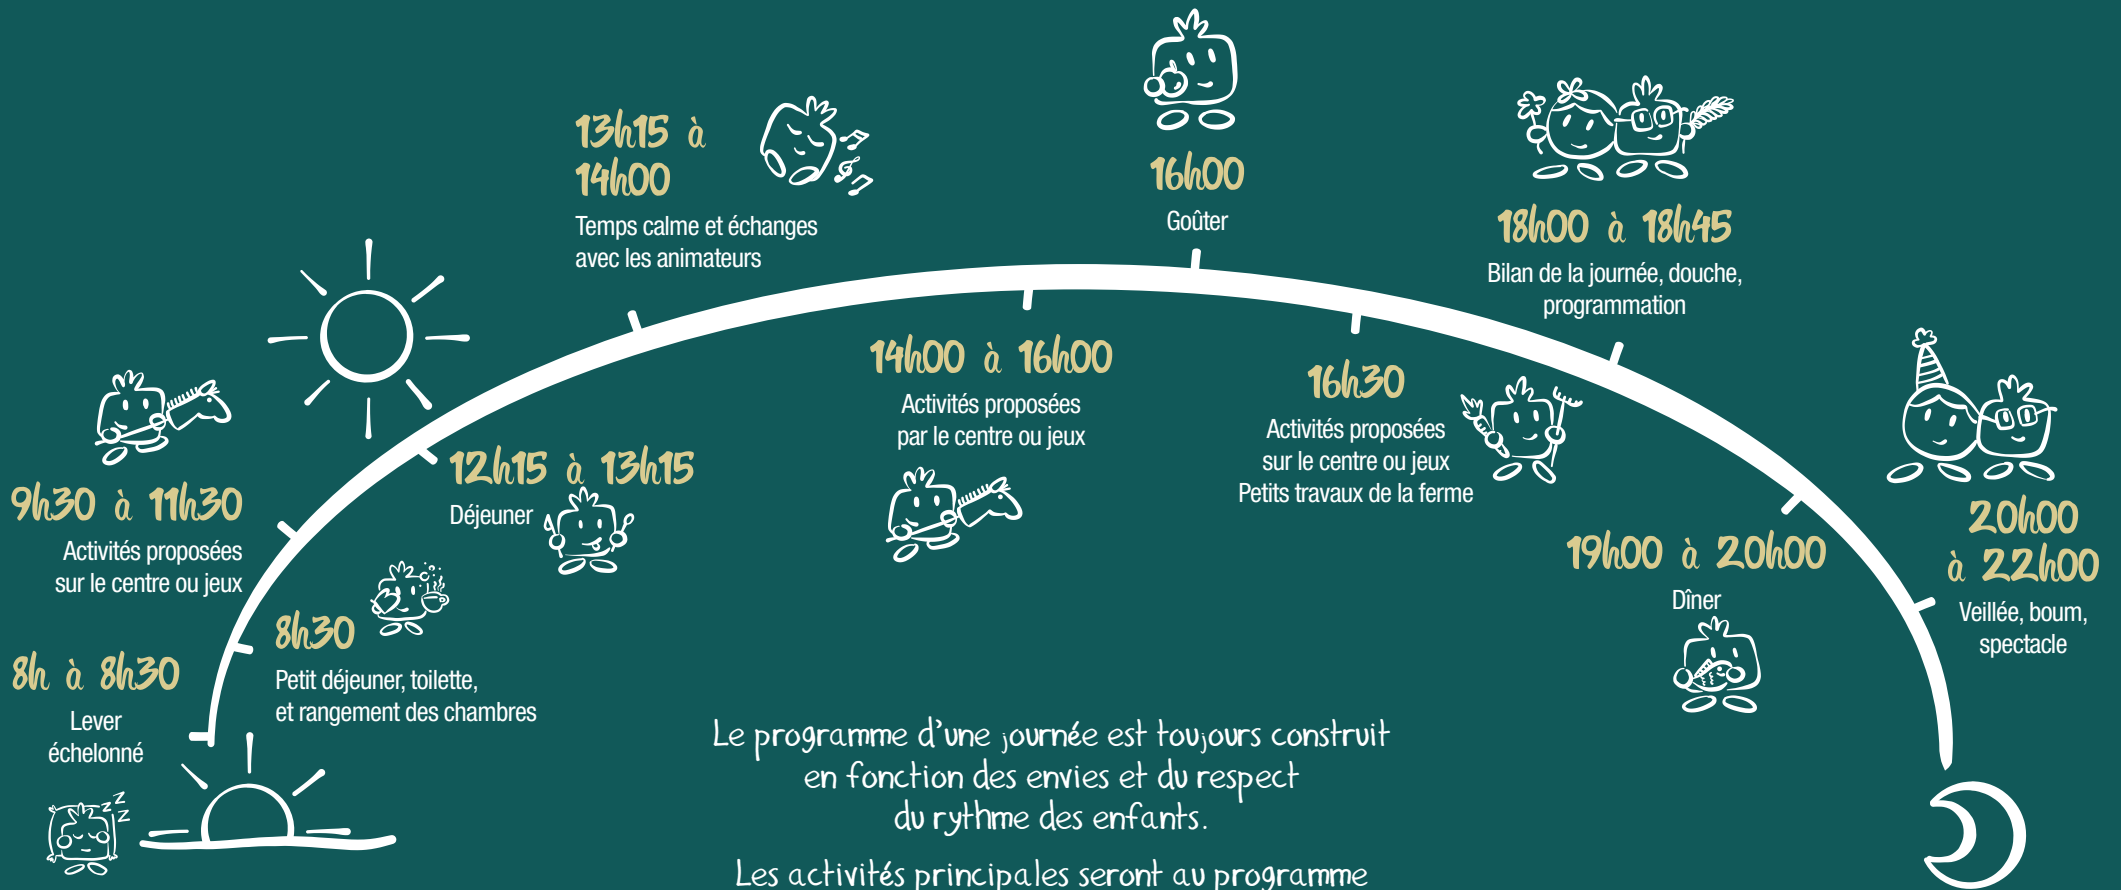 8h à 8h30
Lever
échelonné
8h30
Petit déjeuner, toilette,
et rangement des chambres
9h30 à 11h30
Activités proposées
sur le centre ou jeux
12h15 à 13h15
Déjeuner
13h15 à
14h00
Temps calme et échanges
avec les animateurs
14h00 à 16h00
Activités proposées
par le centre ou jeux
16h00
Goûter
16h30
Activités proposées
sur le centre ou jeux
Petits travaux de la ferme
18h00 à 18h45
Bilan de la journée, douche,
programmation
19h00 à 20h00
Dîner
20h00
à 22h00
Veillée, boum,
spectacle
z z z
Le programme d'une journée est toujours construit
en fonction des envies et du respect
du rythme des enfants.
Les activités principales seront au programme